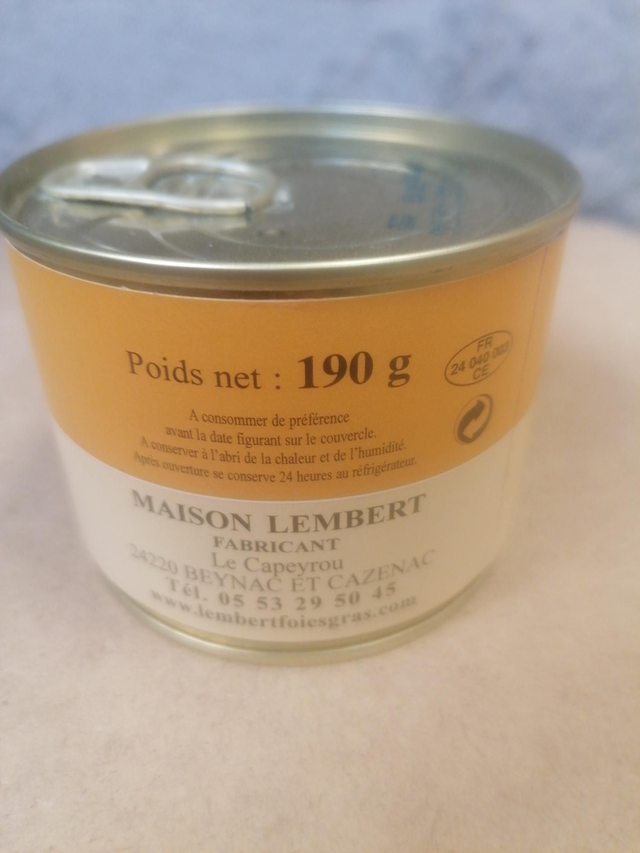 Poids net : 190 g
FR
24 040 003
CE
A consommer de préférence
avant la date figurant sur le couvercle.
A conserver à l'abri de la chaleur et de l'humidité.
Après ouverture se conserve 24 heures au réfrigérateur.
MAISON LEMBERT
FABRICANT
Le Capeyrou
24220 BEYNAC ET CAZENAC
Tél. 05 53 29 50 45
www.lembertfoiesgras.com